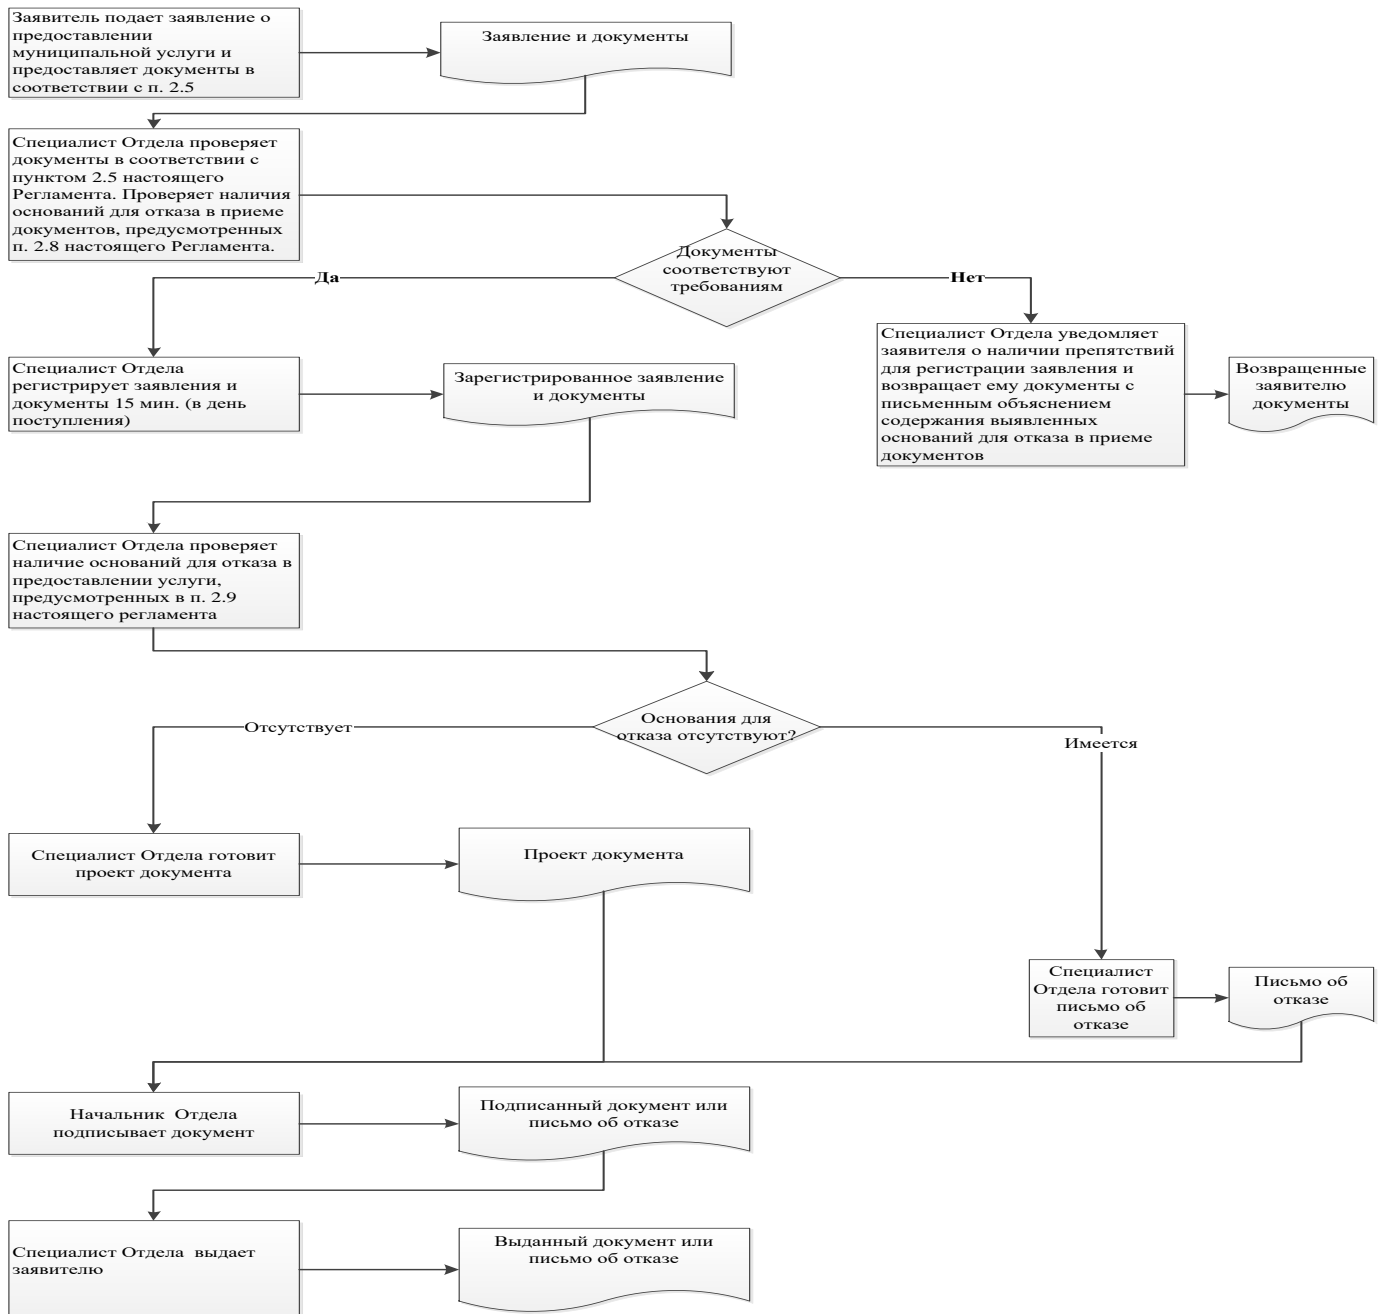 Заявитель подает заявление о
предоставлении
муниципальной услуги и
предоставляет документы в
соответствии с п. 2.5
Заявление и документы
Специалист Отдела проверяет
документы в соответствии с
пунктом 2.5 настоящего
Регламента. Проверяет наличия
оснований для отказа в приеме
документов, предусмотренных
п. 2.8 настоящего Регламента.
Документы
соответствуют
требованиям
Да
Нет
Специалист Отдела
регистрирует заявления и
документы 15 мин. (в день
поступления)
Зарегистрированное заявление
и документы
Специалист Отдела уведомляет
заявителя о наличии препятствий
для регистрации заявления и
возвращает ему документы с
письменным объяснением
содержания выявленных
оснований для отказа в приеме
документов
Возвращенные
заявителю
документы
Специалист Отдела проверяет
наличие оснований для отказа в
предоставлении услуги,
предусмотренных в п. 2.9
настоящего регламента
Основания для
отказа отсутствуют?
Отсутствует
Имеется
Специалист Отдела готовит
проект документа
Проект документа
Специалист
Отдела готовит
письмо об
отказе
Письмо об
отказе
Начальник  Отдела
подписывает документ
Подписанный документ или
письмо об отказе
Специалист Отдела  выдает
заявителю
Выданный документ или
письмо об отказе